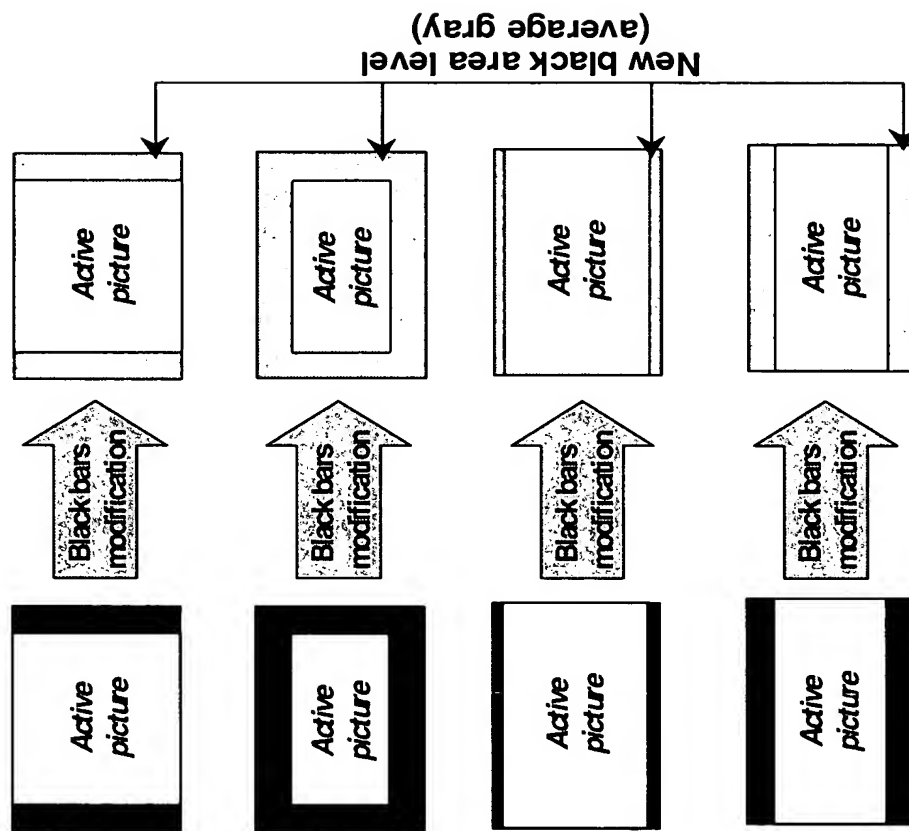 Active
picture
Black bars
modification
Active
picture
Active
picture
Black bars
modification
Active
picture
Active
picture
Black bars
modification
Active
picture
Active
picture
Black bars
modification
Active
picture
New black area level
(average gray)